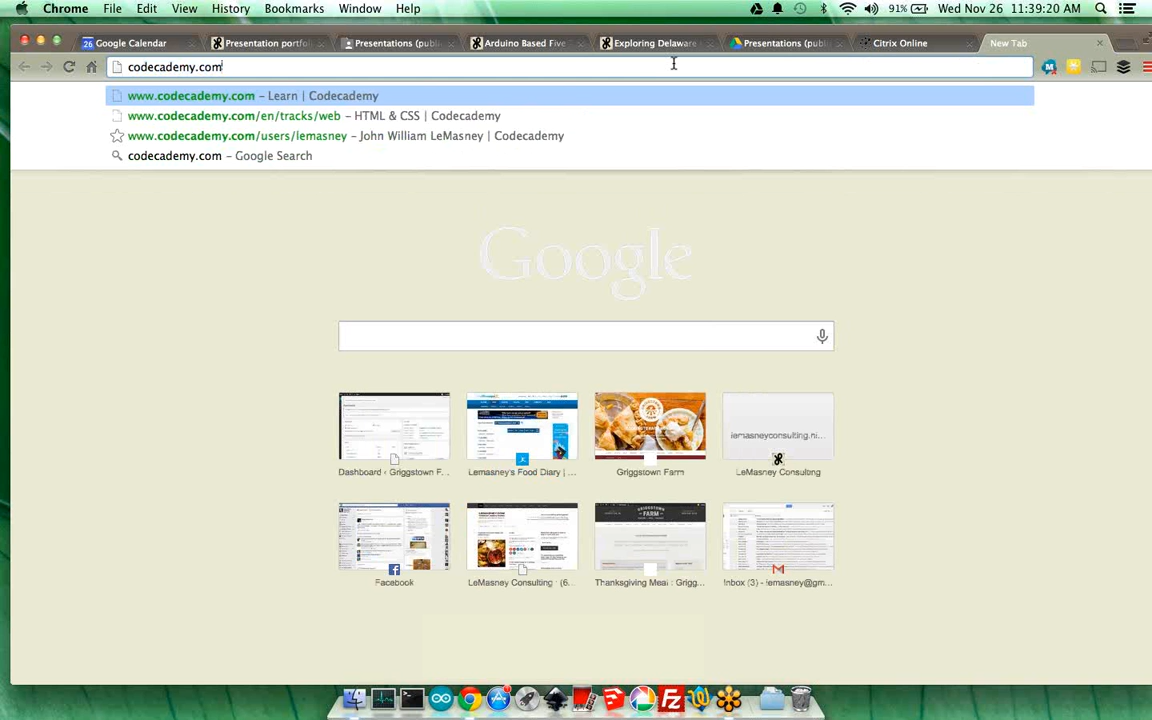 Chrome File Edit View History Bookmarks Window Help 91% Wed Nov 26 11:39:20 AM
26 Google Calendar Presentation portfo Presentations (publ Arduino Based Five Exploring Delaware Presentations (publ Citrix Online New Tab
codecademy.com
www.codecademy.com – Learn | Codecademy
www.codecademy.com/en/tracks/web – HTML & CSS | Codecademy
www.codecademy.com/users/lemasney – John William LeMasney | Codecademy
codecademy.com – Google Search
Google
lemasneyconsulting.ni...
Dashboard ‹ Griggstown F... Lemasney's Food Diary | ... Griggstown Farm LeMasney Consulting
Facebook LeMasney Consulting · (6... Thanksgiving Meal : Grigg... Inbox (3) - lemasney@gm...